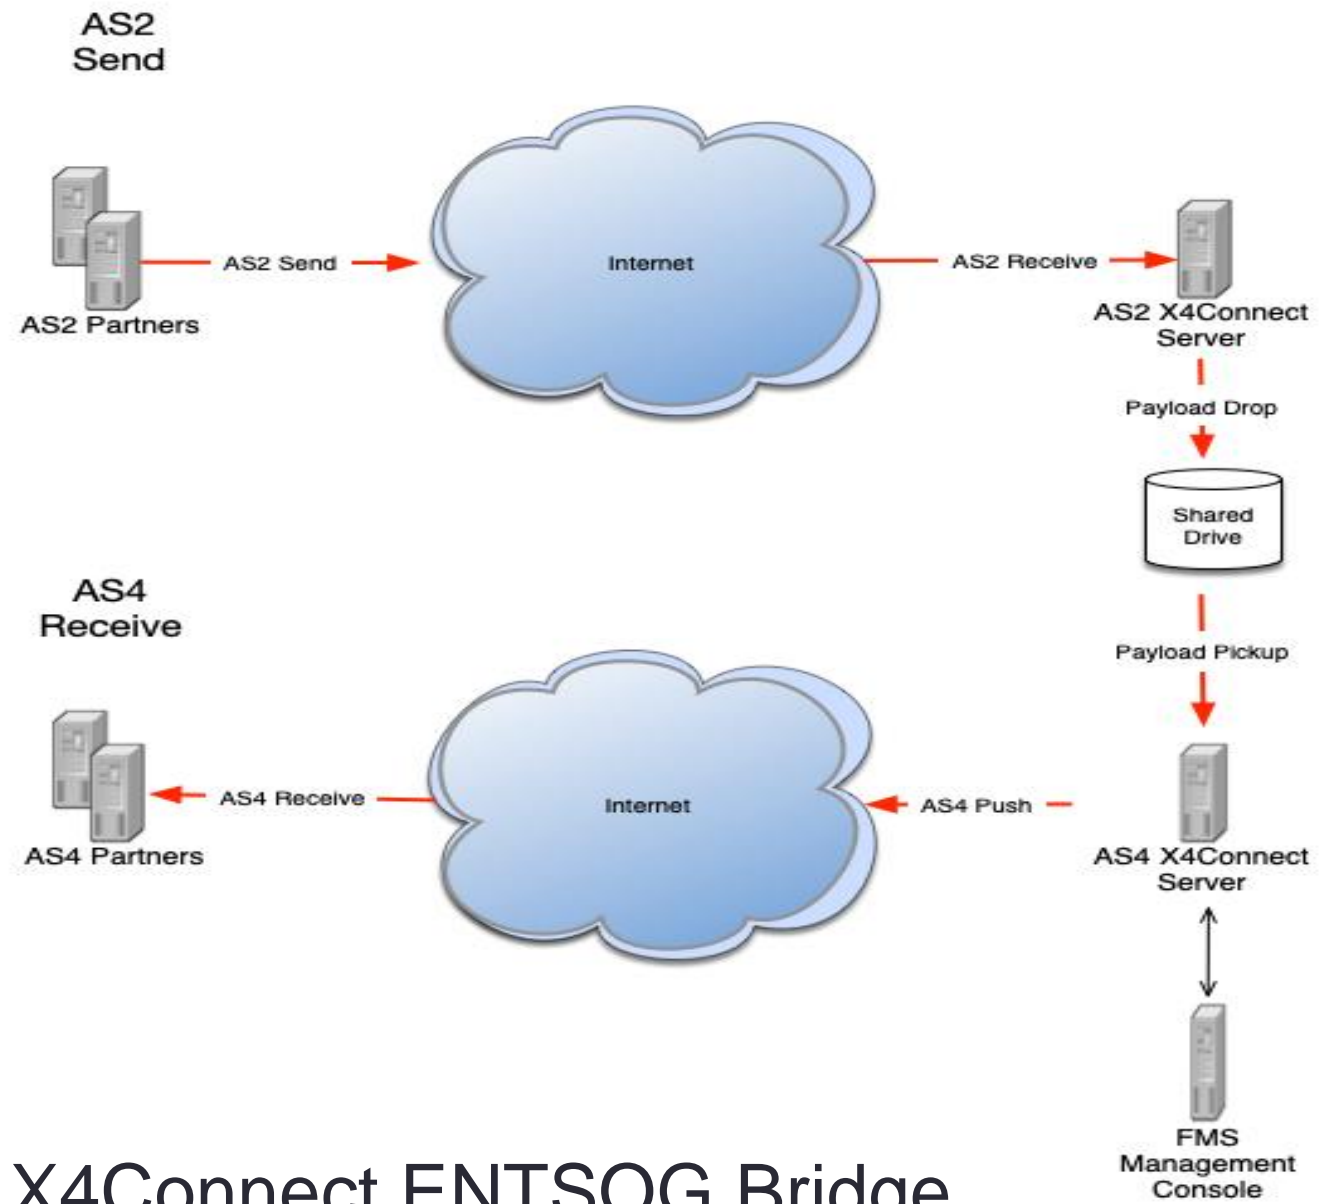 AS2
Send
AS2 Send
Internet
AS2 Receive
AS2 Partners
AS2 X4Connect
Server
Payload Drop
Shared
Drive
AS4
Receive
Payload Pickup
AS4 Receive
Internet
AS4 Push
AS4 Partners
AS4 X4Connect
Server
FMS
Management
Console
X4Connect ENTSOG Bridge